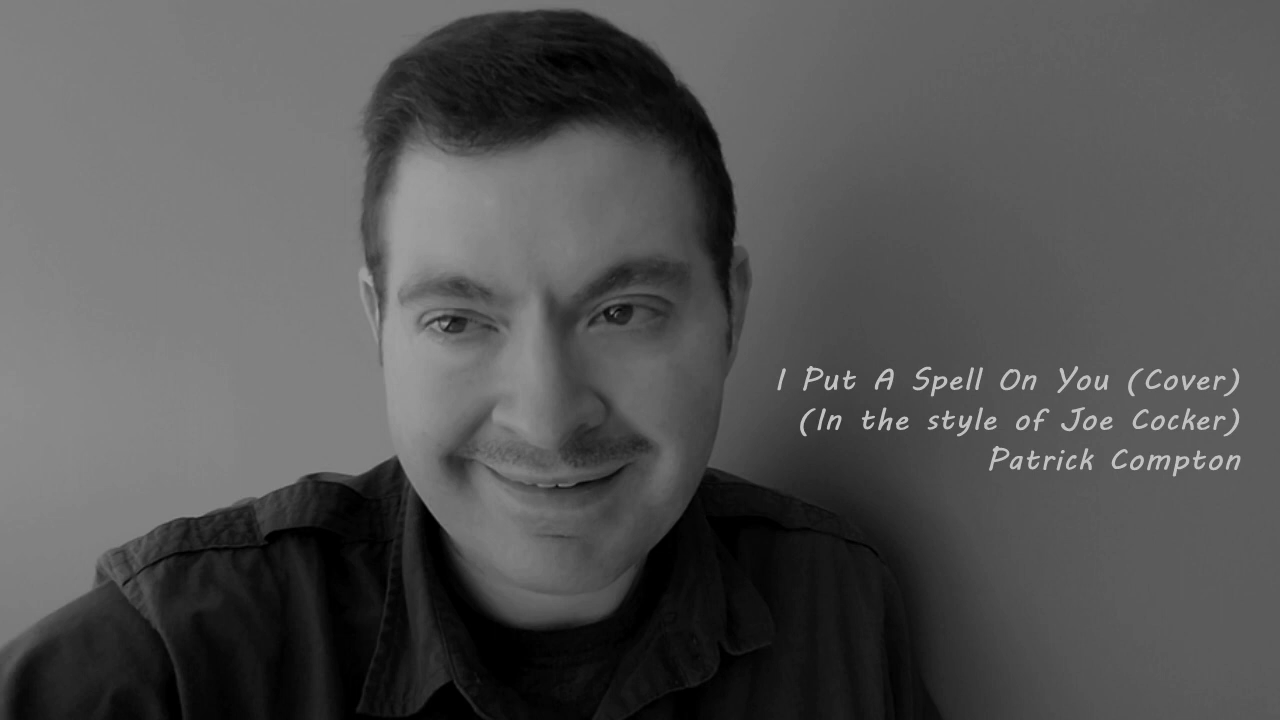 I Put A Spell On You (Cover)
(In the style of Joe Cocker)
Patrick Compton